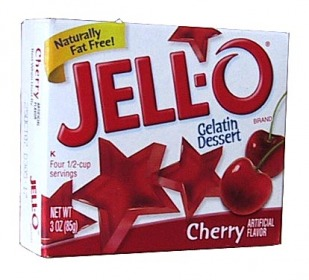 Naturally
Fat Free!
JELL-O
BRAND
Gelatin
Dessert
K
Four 1/2-cup
servings
NET WT
3 OZ (85g)
Cherry
ARTIFICIAL
FLAVOR
Cherry
JELL-O